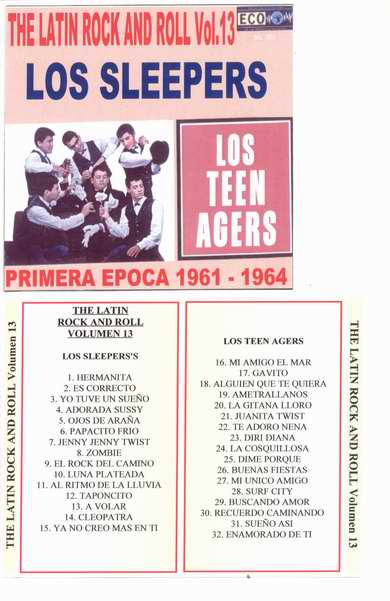 THE LATIN ROCK AND ROLL Vol.13
ECO
LOS SLEEPERS
LOS
TEEN
AGERS
PRIMERA EPOCA 1961 - 1964
THE LATIN ROCK AND ROLL Volumen 13
THE LATIN
ROCK AND ROLL
VOLUMEN 13
LOS SLEEPERS'S
1. HERMANITA
2. ES CORRECTO
3. YO TUVE UN SUEÑO
4. ADORADA SUSSY
5. OJOS DE ARAÑA
6. PAPACITO FRIO
7. JENNY JENNY TWIST
8. ZOMBIE
9. EL ROCK DEL CAMINO
10. LUNA PLATEADA
11. AL RITMO DE LA LLUVIA
12. TAPONCITO
13. A VOLAR
14. CLEOPATRA
15. YA NO CREO MAS EN TI
LOS TEEN AGERS
16. MI AMIGO EL MAR
17. GAVITO
18. ALGUIEN QUE TE QUIERA
19. AMETRALLANOS
20. LA GITANA LLORO
21. JUANITA TWIST
22. TE ADORO NENA
23. DIRI DIANA
24. LA COSQUILLOSA
25. DIME PORQUE
26. BUENAS FIESTAS
27. MI UNICO AMIGO
28. SURF CITY
29. BUSCANDO AMOR
30. RECUERDO CAMINANDO
31. SUEÑO ASI
32. ENAMORADO DE TI
THE LATIN ROCK AND ROLL Volumen 13